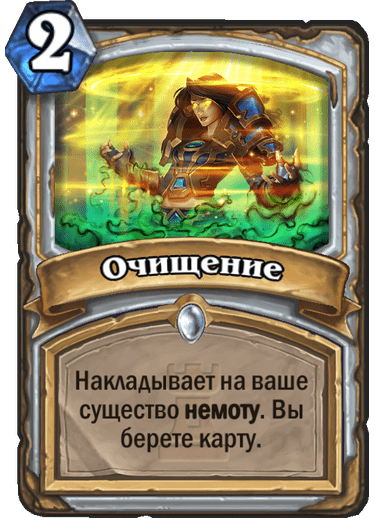 2
Очищение
Накладывает на ваше
существо немоту. Вы
берете карту.